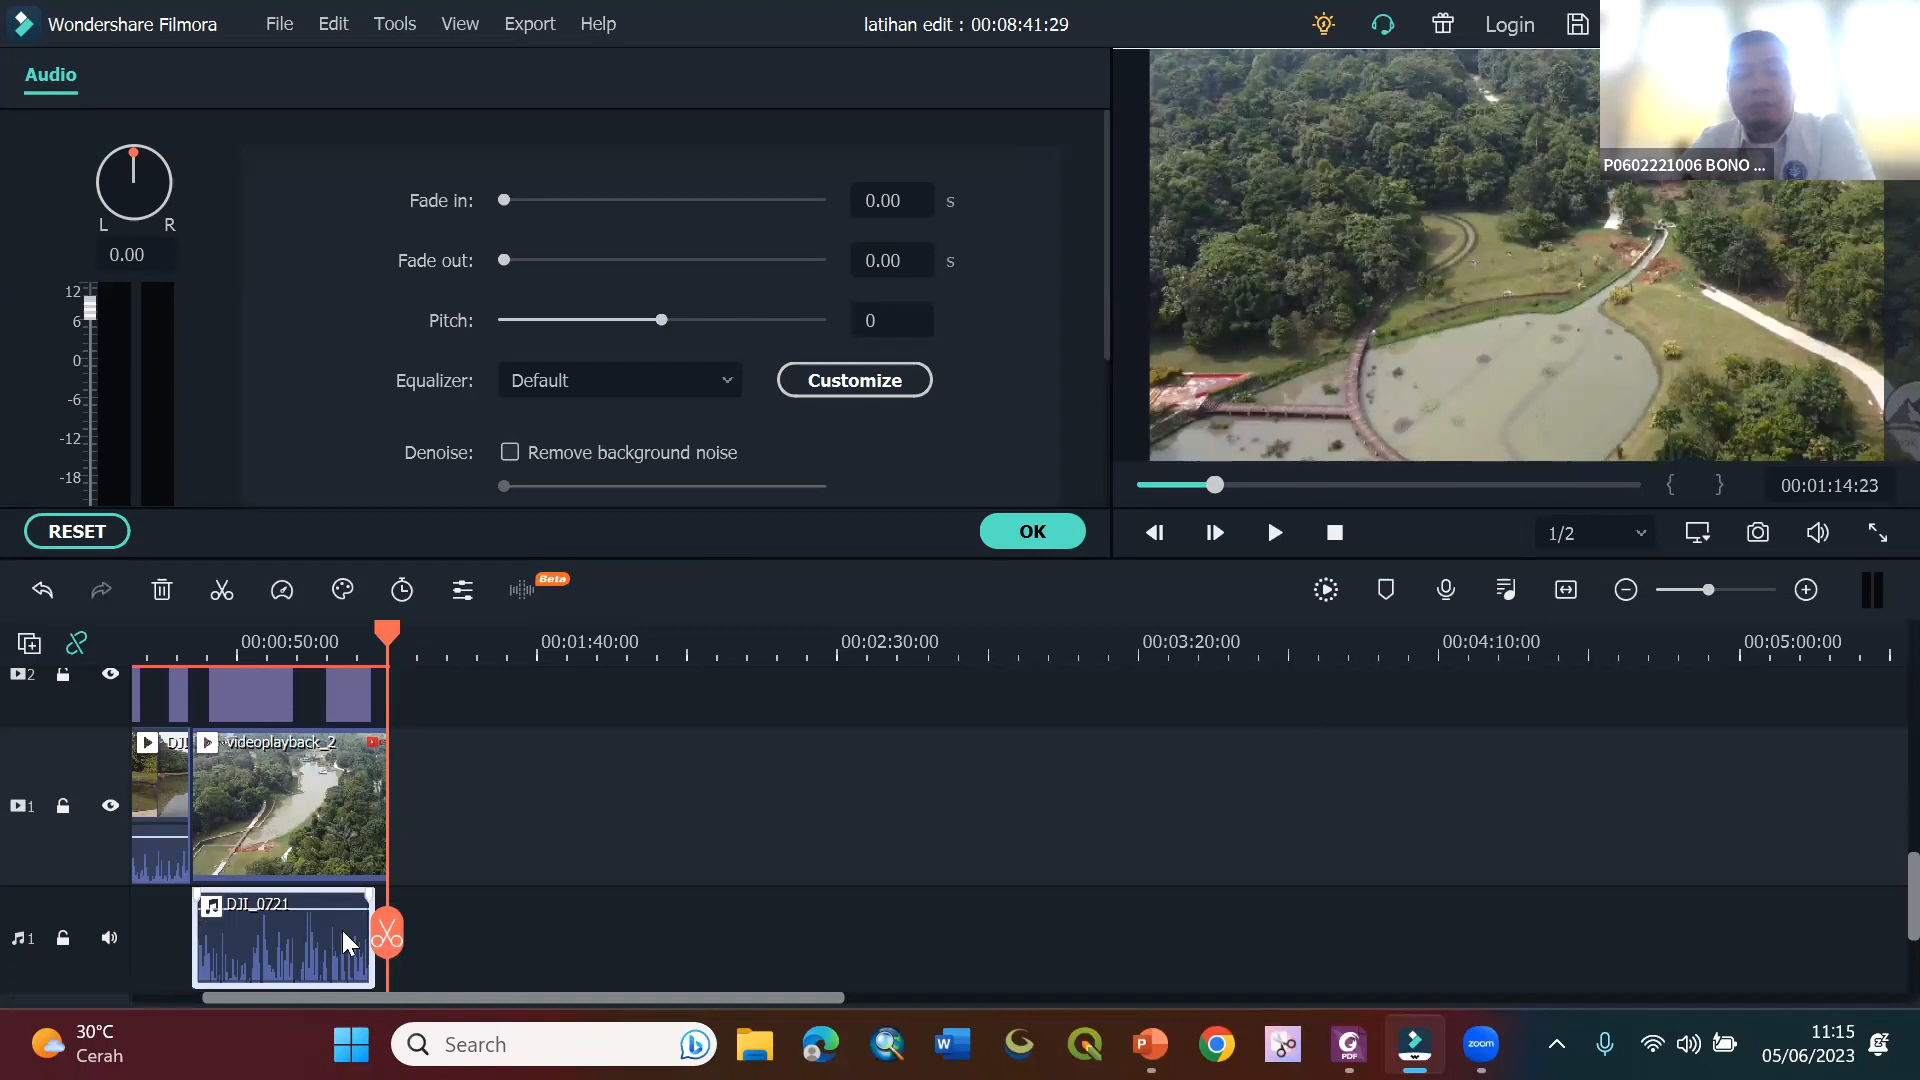 Wondershare Filmora
File Edit Tools View Export Help
latihan edit : 00:08:41:29
Login
P0602221006 BONO ...
Audio
L R
0.00
12
6
0
-6
-12
-18
Fade in: 0.00 s
Fade out: 0.00 s
Pitch: 0
Equalizer: Default Customize
Denoise: Remove background noise
RESET OK
{ } 00:01:14:23
1/2
Beta
00:00:50:00 00:01:40:00 00:02:30:00 00:03:20:00 00:04:10:00 00:05:00:00
2
videoplayback_2
1
DJI_0721
1
30°C
Cerah
Search
W
P
PDF
zoom
11:15
05/06/2023